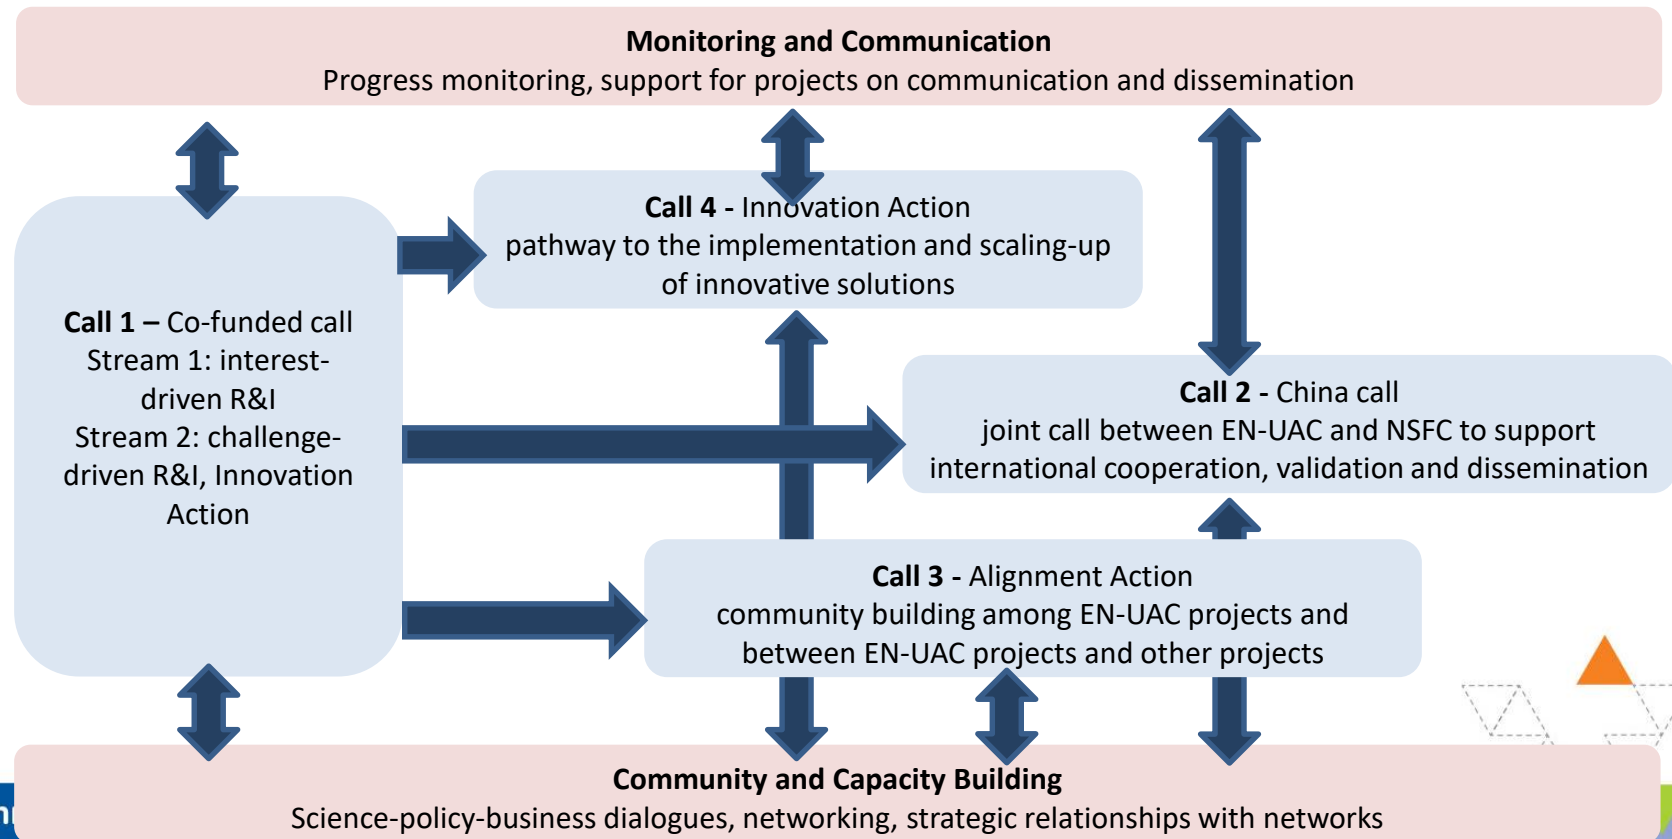 Monitoring and Communication
Progress monitoring, support for projects on communication and dissemination
Call 4 - Innovation Action
pathway to the implementation and scaling-up
of innovative solutions
Call 1 – Co-funded call
Stream 1: interest-
driven R&I
Stream 2: challenge-
driven R&I, Innovation
Action
Call 2 - China call
joint call between EN-UAC and NSFC to support
international cooperation, validation and dissemination
Call 3 - Alignment Action
community building among EN-UAC projects and
between EN-UAC projects and other projects
Community and Capacity Building
Science-policy-business dialogues, networking, strategic relationships with networks